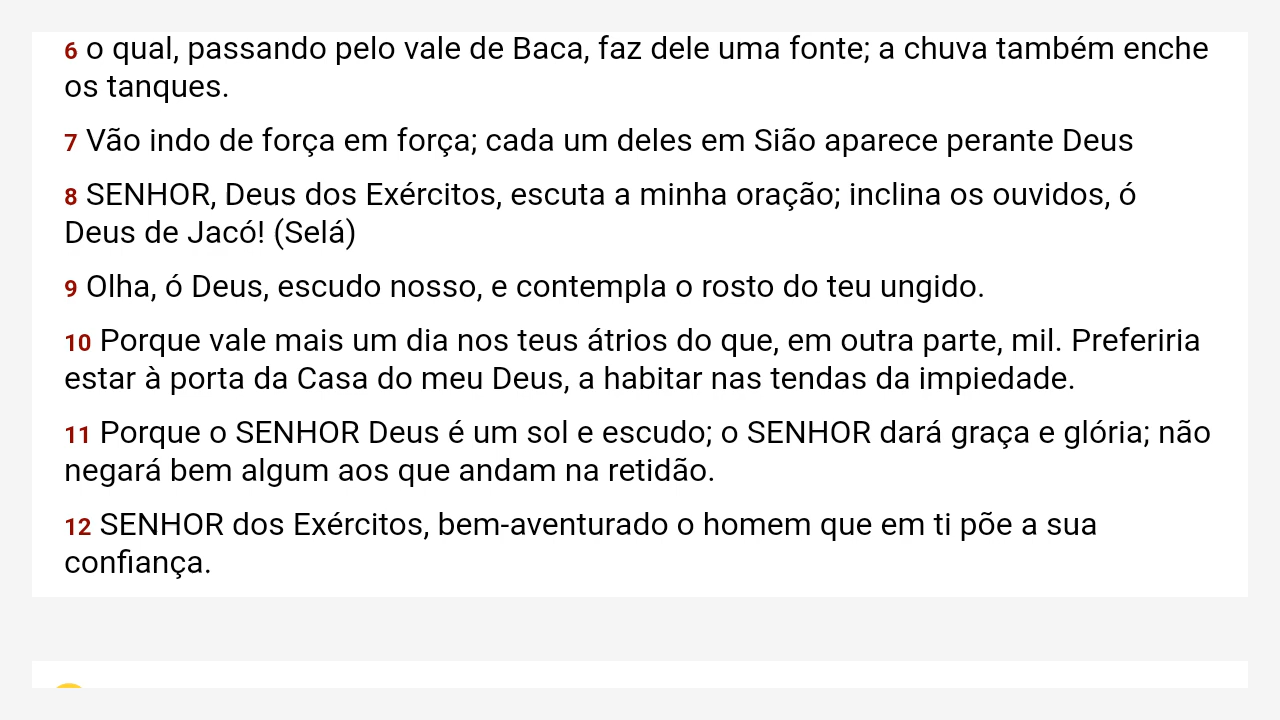 6 o qual, passando pelo vale de Baca, faz dele uma fonte; a chuva também enche
os tanques.
7 Vão indo de força em força; cada um deles em Sião aparece perante Deus
8 SENHOR, Deus dos Exércitos, escuta a minha oração; inclina os ouvidos, ó
Deus de Jacó! (Selá)
9 Olha, ó Deus, escudo nosso, e contempla o rosto do teu ungido.
10 Porque vale mais um dia nos teus átrios do que, em outra parte, mil. Preferiria
estar à porta da Casa do meu Deus, a habitar nas tendas da impiedade.
11 Porque o SENHOR Deus é um sol e escudo; o SENHOR dará graça e glória; não
negará bem algum aos que andam na retidão.
12 SENHOR dos Exércitos, bem-aventurado o homem que em ti põe a sua
confiança.